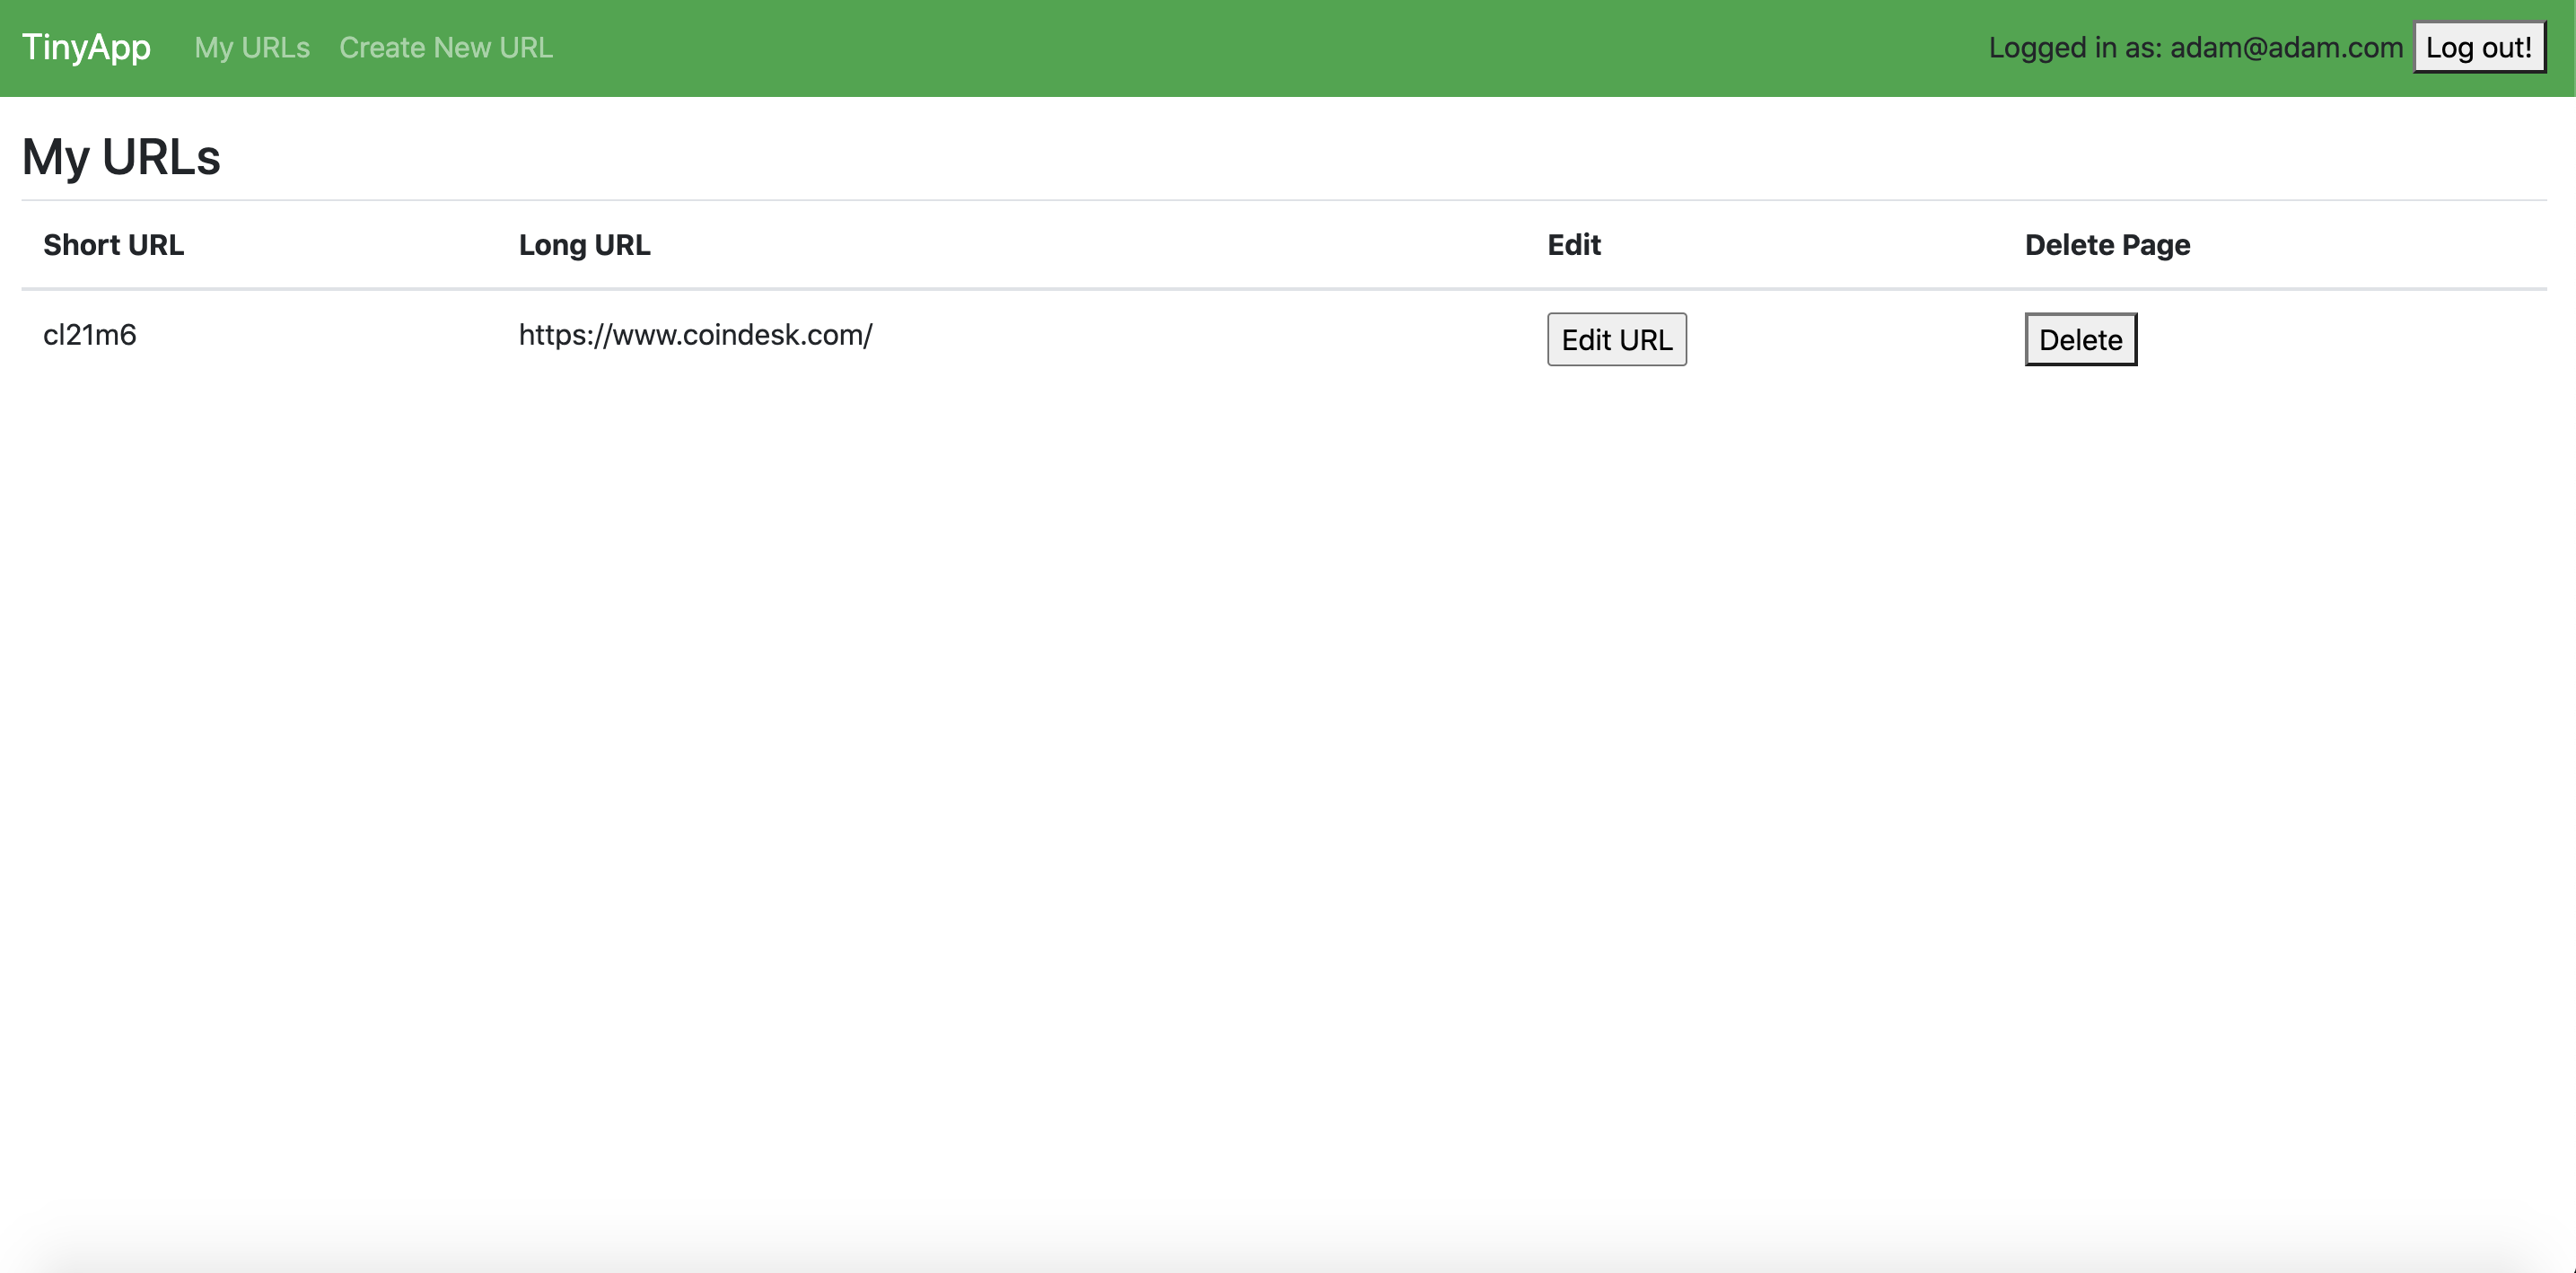 TinyApp My URLs Create New URL Logged in as: adam@adam.com Log out!
My URLs
Short URL Long URL Edit Delete Page
cl21m6 https://www.coindesk.com/ Edit URL Delete